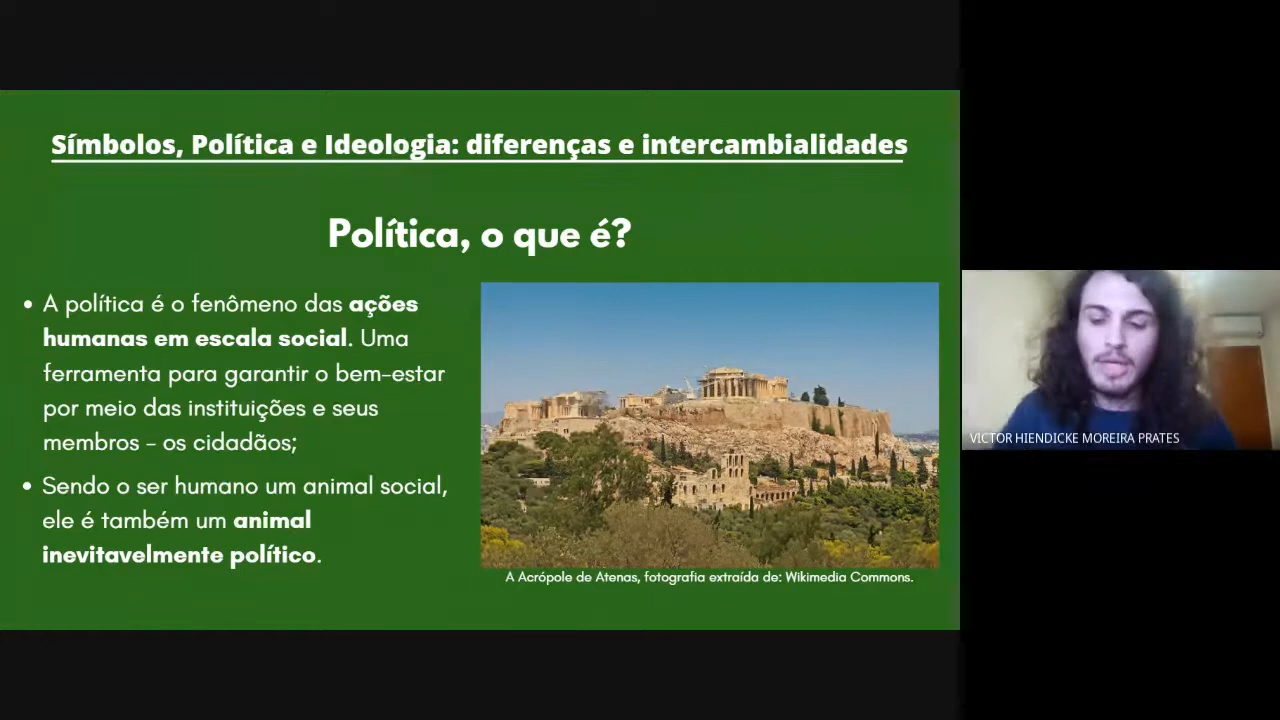 Símbolos, Política e Ideologia: diferenças e intercambialidades
Política, o que é?
• A política é o fenômeno das ações
humanas em escala social. Uma
ferramenta para garantir o bem-estar
por meio das instituições e seus
membros - os cidadãos;
• Sendo o ser humano um animal social,
ele é também um animal
inevitavelmente político.
A Acrópole de Atenas, fotografia extraída de: Wikimedia Commons.
VICTOR HIENDICKE MOREIRA PRATES